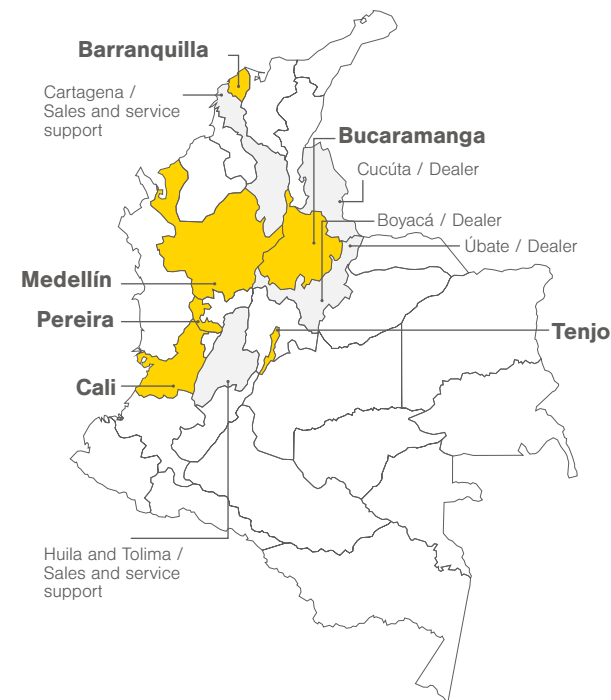 Barranquilla
Cartagena /
Sales and service
support
Bucaramanga
Cucúta / Dealer
Boyacá / Dealer
Úbate / Dealer
Medellín
Pereira
Tenjo
Cali
Huila and Tolima /
Sales and service
support